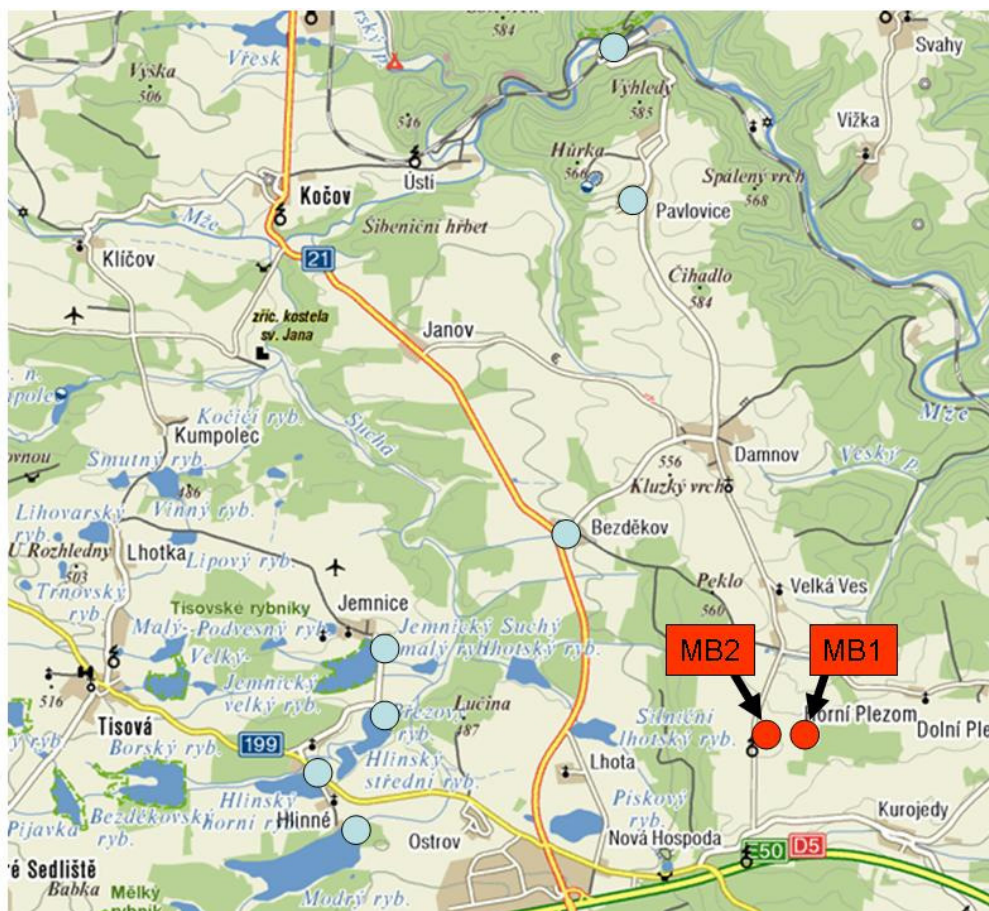 584
Svahy
Vřesk
Výška
506
Výhledy
585
Vížka
546
Hůrka
566
Ústí
Kočov
Spálený vrch
568
Pavlovice
Mže
Šibeniční hřbet
Klíčov
21
Čihadlo
584
zříc. kostela
sv. Jana
Janov
Mže
Kočičí ryb.
Suchá
Kumpolec
Damnov
Smutný ryb.
556
Kluzký vrch
Veský p.
486
Vinný ryb.
Lihovarský
ryb.
Bezděkov
U Rozhledny
503
Lhotka
Lipový ryb.
Peklo
560
Velká Ves
Trnovský
ryb.
Tisovské rybníky
Jemnice
Malý-
Podvesný ryb.
Velký-
Jemnický
malý ryb.
Suchý
lhotský ryb.
MB2
MB1
516
Jemnický
velký ryb.
Lučina
487
Březový
ryb.
Silniční
lhotský ryb.
Horní Plezom
Dolní Ple
Tisová
199
Borský ryb.
Hlinský
střední ryb.
Lhota
Hlinský
horní ryb.
Pijavka
Bezděkovský
ryb.
Hlinné
Ostrov
Pískový
ryb.
Kurojedy
Nová Hospoda
E50
D5
ré Sedliště
Babka
Mělký
rybník
Modrý ryb.